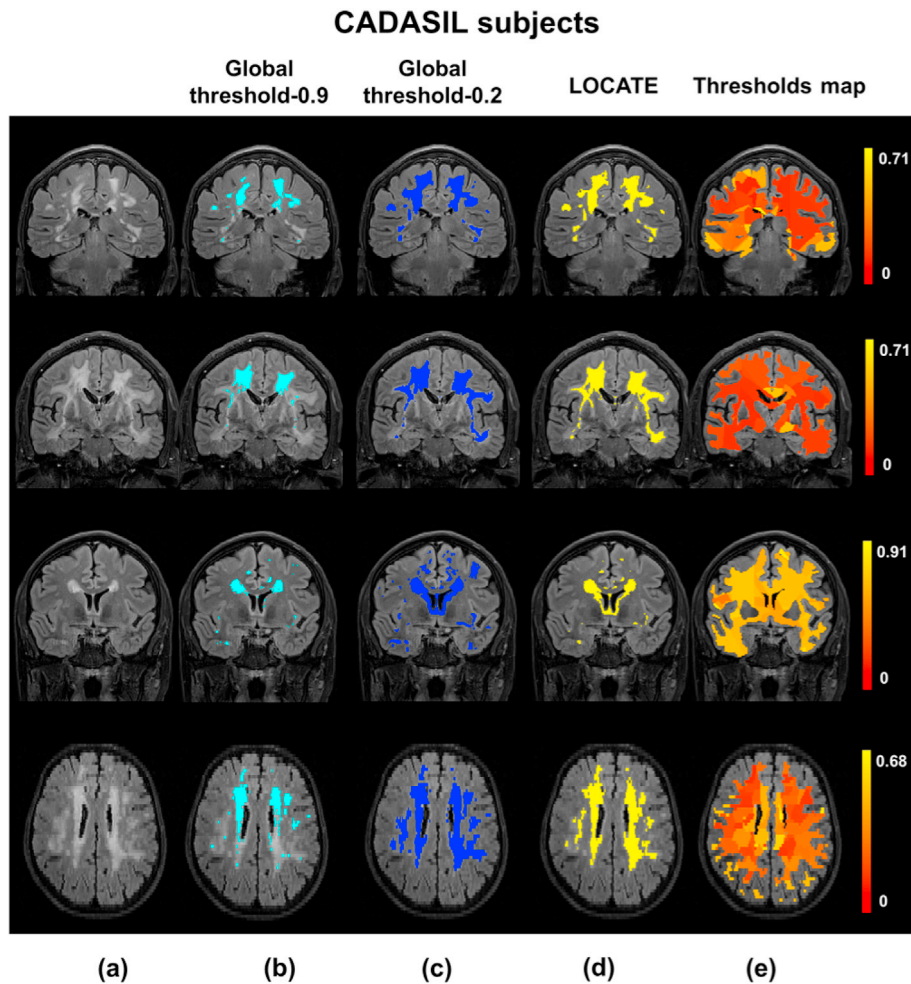 CADASIL subjects
Global
threshold-0.9
Global
threshold-0.2
LOCATE
Thresholds map
0.71
0
0.71
0
0.91
0
0.68
0
(a)
(b)
(c)
(d)
(e)